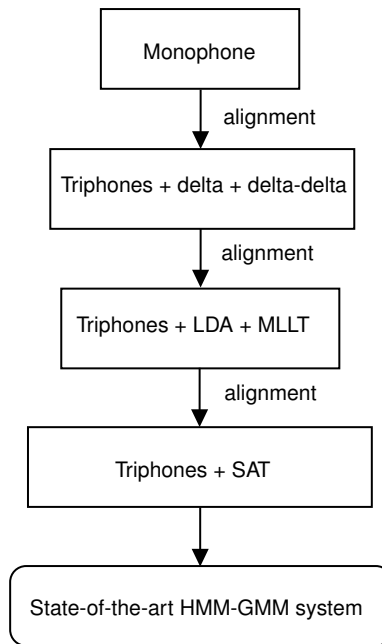 Monophone
alignment
Triphones + delta + delta-delta
alignment
Triphones + LDA + MLLT
alignment
Triphones + SAT
State-of-the-art HMM-GMM system